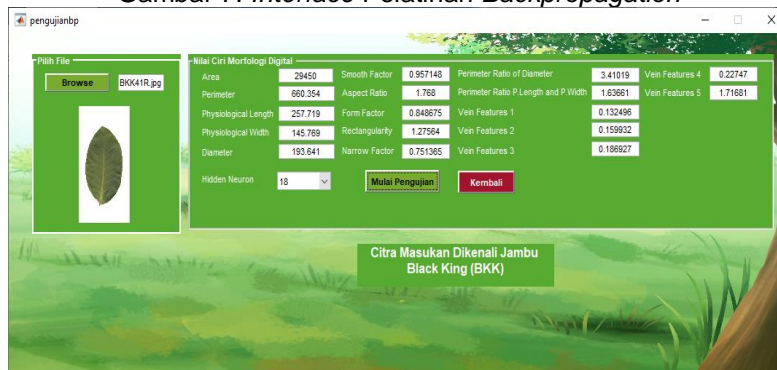 Gambar 7. Interface Pelatihan Backpropagation
pengujianbp
Pilih File
Browse BKK41R.jpg
Nilai Ciri Morfologi Digital
Area 29450 Smooth Factor 0.957148 Perimeter Ratio of Diameter 3.41019 Vein Features 4 0.22747
Perimeter 660.354 Aspect Ratio 1.768 Perimeter Ratio P.Length and P.Width 1.63661 Vein Features 5 1.71681
Physiological Length 257.719 Form Factor 0.848675 Vein Features 1 0.132496
Physiological Width 145.769 Rectangularity 1.27564 Vein Features 2 0.159932
Diameter 193.641 Narrow Factor 0.751365 Vein Features 3 0.186927
Hidden Neuron 18 Mulai Pengujian Kembali
Citra Masukan Dikenali Jambu
Black King (BKK)